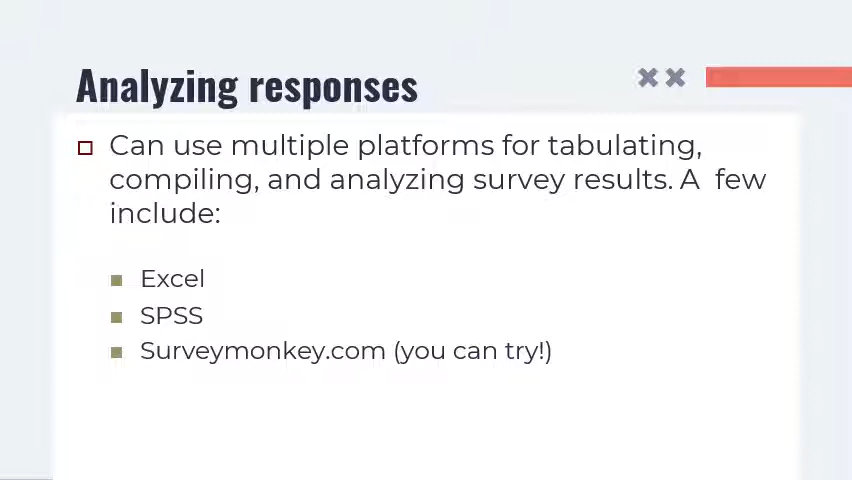 Analyzing responses
Can use multiple platforms for tabulating,
compiling, and analyzing survey results. A  few
include:
Excel
SPSS
Surveymonkey.com (you can try!)